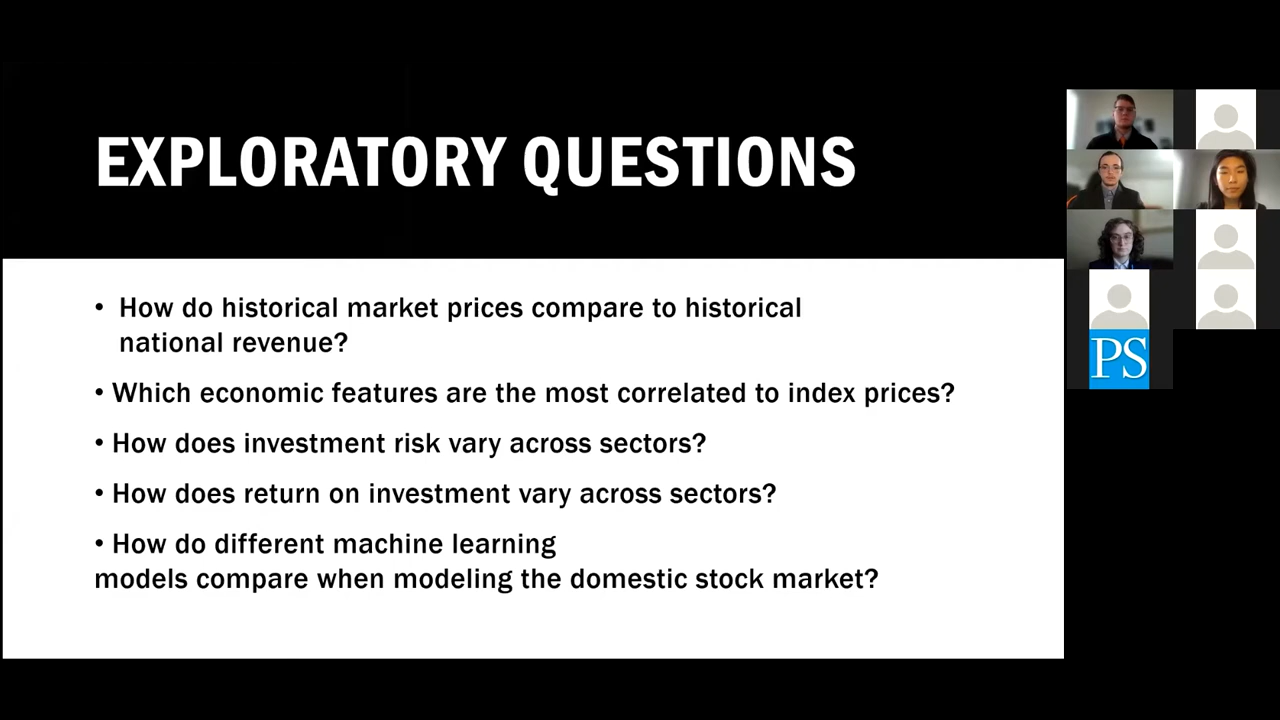 EXPLORATORY QUESTIONS
• How do historical market prices compare to historical
national revenue?
• Which economic features are the most correlated to index prices?
• How does investment risk vary across sectors?
• How does return on investment vary across sectors?
• How do different machine learning
models compare when modeling the domestic stock market?
PS